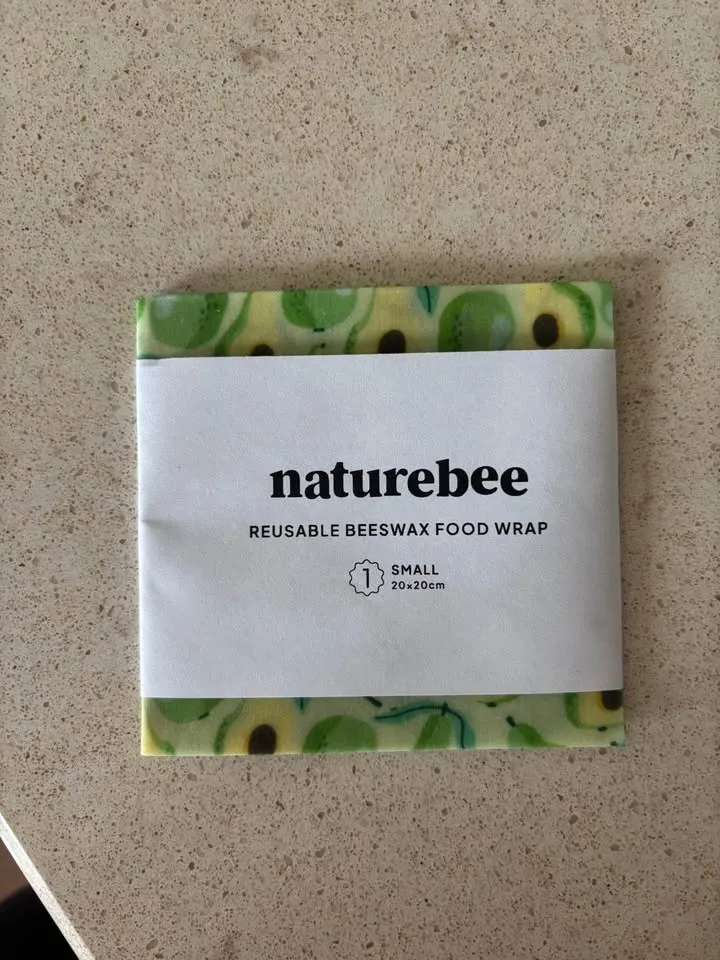 naturebee
REUSABLE BEESWAX FOOD WRAP
1 SMALL
20x20cm